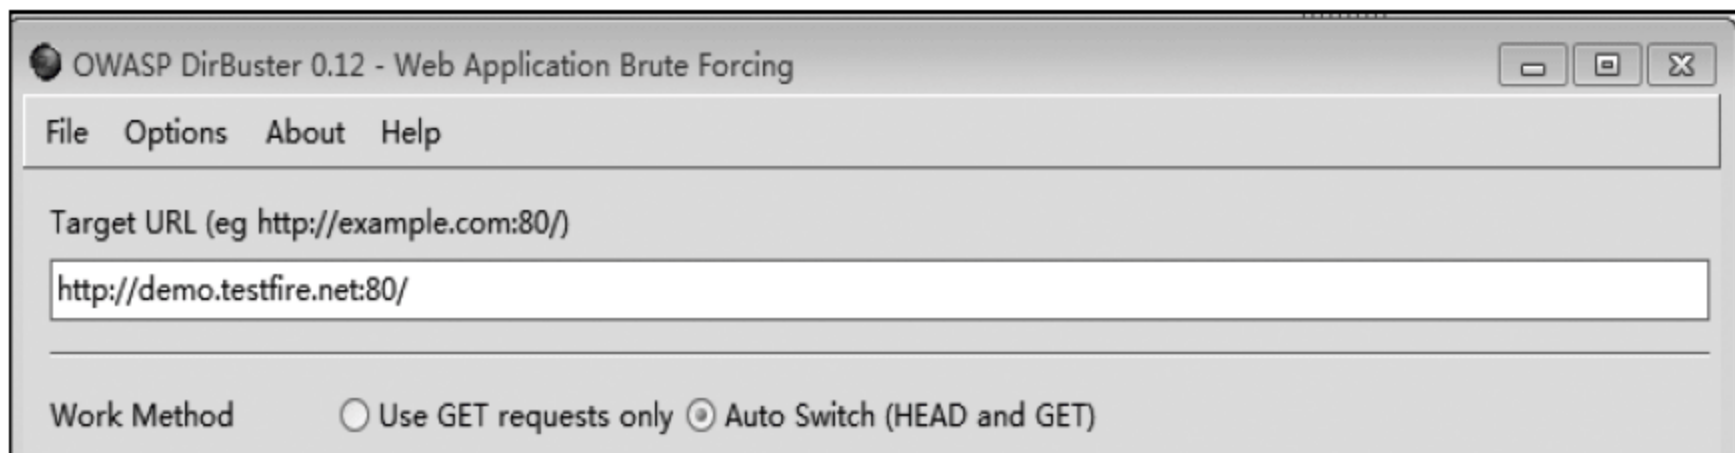 OWASP DirBuster 0.12 - Web Application Brute Forcing
File Options About Help
Target URL (eg http://example.com:80/)
http://demo.testfire.net:80/
Work Method Use GET requests only Auto Switch (HEAD and GET)